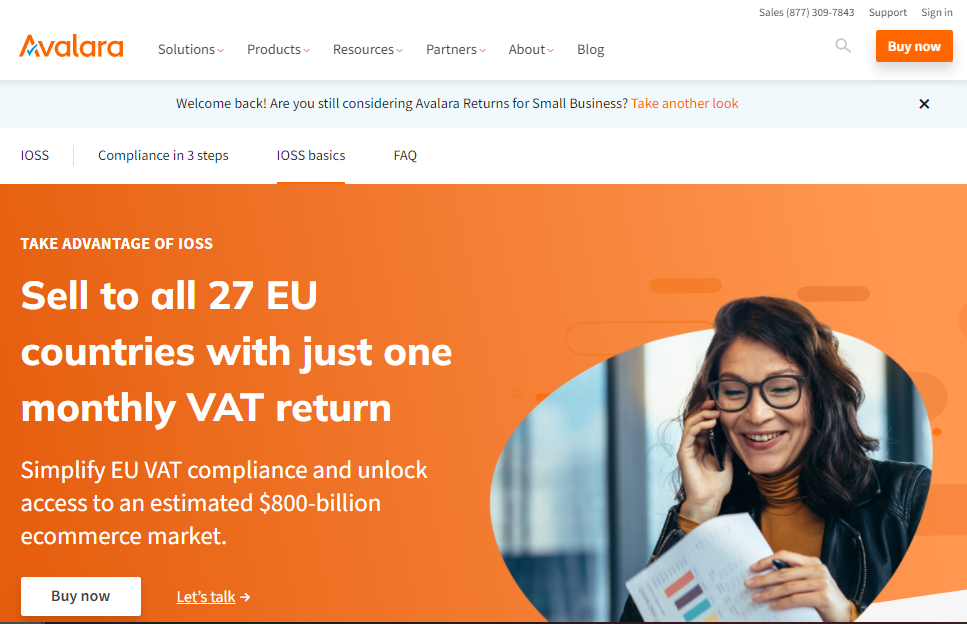 Sales (877) 309-7843 Support Sign in
Avalara Solutions Products Resources Partners About Blog Buy now
Welcome back! Are you still considering Avalara Returns for Small Business? Take another look
IOSS Compliance in 3 steps IOSS basics FAQ
TAKE ADVANTAGE OF IOSS
Sell to all 27 EU
countries with just one
monthly VAT return
Simplify EU VAT compliance and unlock
access to an estimated $800-billion
ecommerce market.
Buy now Let's talk →